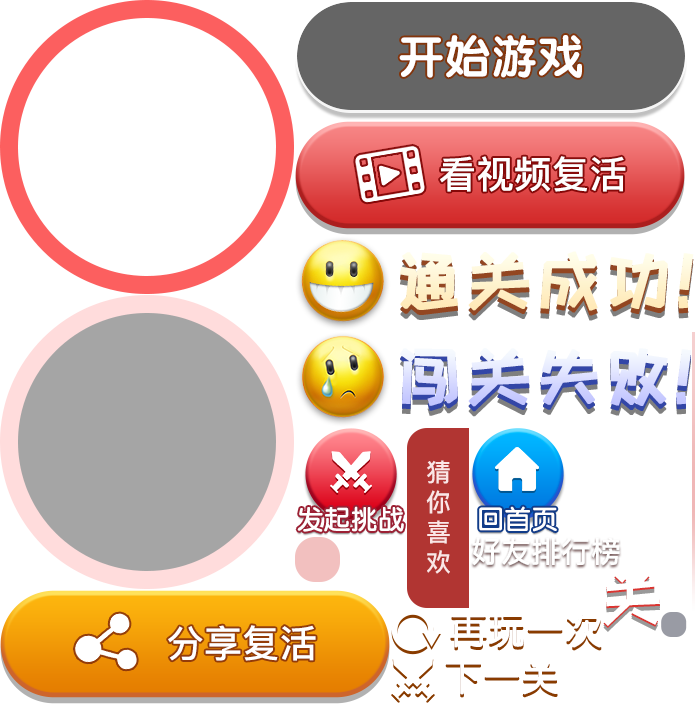 开始游戏
看视频复活
通关成功!
闯关失败!
发起挑战
猜你喜欢
回首页
好友排行榜
关
分享复活
再玩一次
下一关